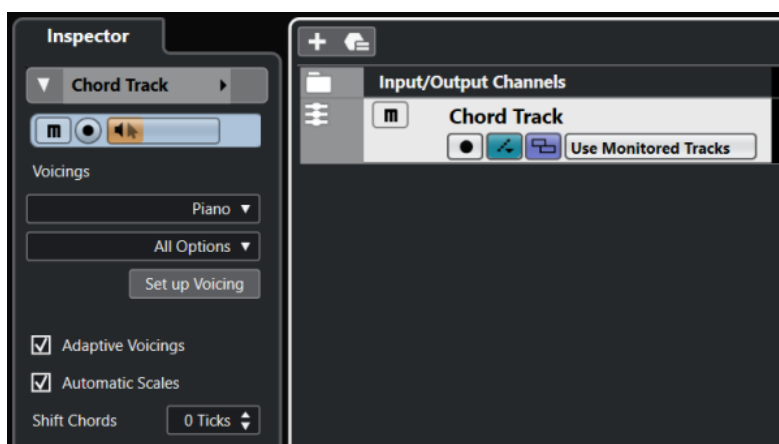 Inspector
Chord Track
m
Voicings
Piano
All Options
Set up Voicing
Adaptive Voicings
Automatic Scales
Shift Chords 0 Ticks
Input/Output Channels
m Chord Track
Use Monitored Tracks